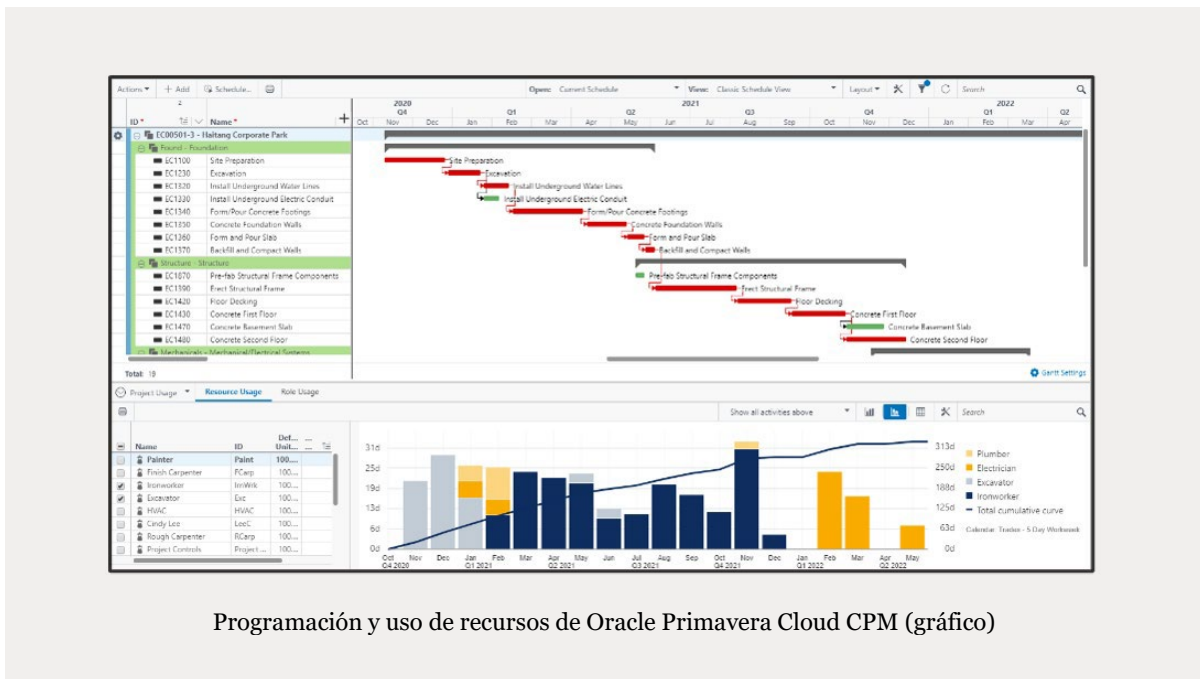 Actions + Add Schedule... Open: Current Schedule View: Classic Schedule View Layout Search
2020 2021 2022
Q4 Q1 Q2 Q3 Q4 Q1 Q2
ID * Name * Oct Nov Dec Jan Feb Mar Apr May Jun Jul Aug Sep Oct Nov Dec Jan Feb Mar Apr
EC00501-3 - Haitang Corporate Park
Found - Foundation
EC1100 Site Preparation Site Preparation
EC1230 Excavation Excavation
EC1320 Install Underground Water Lines Install Underground Water Lines
EC1330 Install Underground Electric Conduit Install Underground Electric Conduit
EC1340 Form/Pour Concrete Footings Form/Pour Concrete Footings
EC1350 Concrete Foundation Walls Concrete Foundation Walls
EC1360 Form and Pour Slab Form and Pour Slab
EC1370 Backfill and Compact Walls Backfill and Compact Walls
Structure - Structure
EC1870 Pre-fab Structural Frame Components Pre-fab Structural Frame Components
EC1390 Erect Structural Frame Erect Structural Frame
EC1420 Floor Decking Floor Decking
EC1430 Concrete First Floor Concrete First Floor
EC1470 Concrete Basement Slab Concrete Basement Slab
EC1480 Concrete Second Floor Concrete Second Floor
Mechanicals - Mechanical/Electrical Systems
Total: 19 Gantt Settings
Project Usage Resource Usage Role Usage
Show all activities above Search
Name ID Def... Unit... ...
Painter Paint 100....
Finish Carpenter FCarp 100...
Ironworker IrnWrk 100...
Excavator Exc 100...
HVAC HVAC 100...
Cindy Lee LeeC 100...
Rough Carpenter RCarp 100...
Project Controls Project ... 100...
31d 313d
25d 250d
19d 188d
13d 125d
6d 63d
0d 0d
Plumber
Electrician
Excavator
Ironworker
Total cumulative curve
Calendar: Trades - 5 Day Workweek
Oct Nov Dec Jan Feb Mar Apr May Jun Jul Aug Sep Oct Nov Dec Jan Feb Mar Apr May
Q4 2020 Q1 2021 Q2 2021 Q3 2021 Q4 2021 Q1 2022 Q2 2022
Programación y uso de recursos de Oracle Primavera Cloud CPM (gráfico)